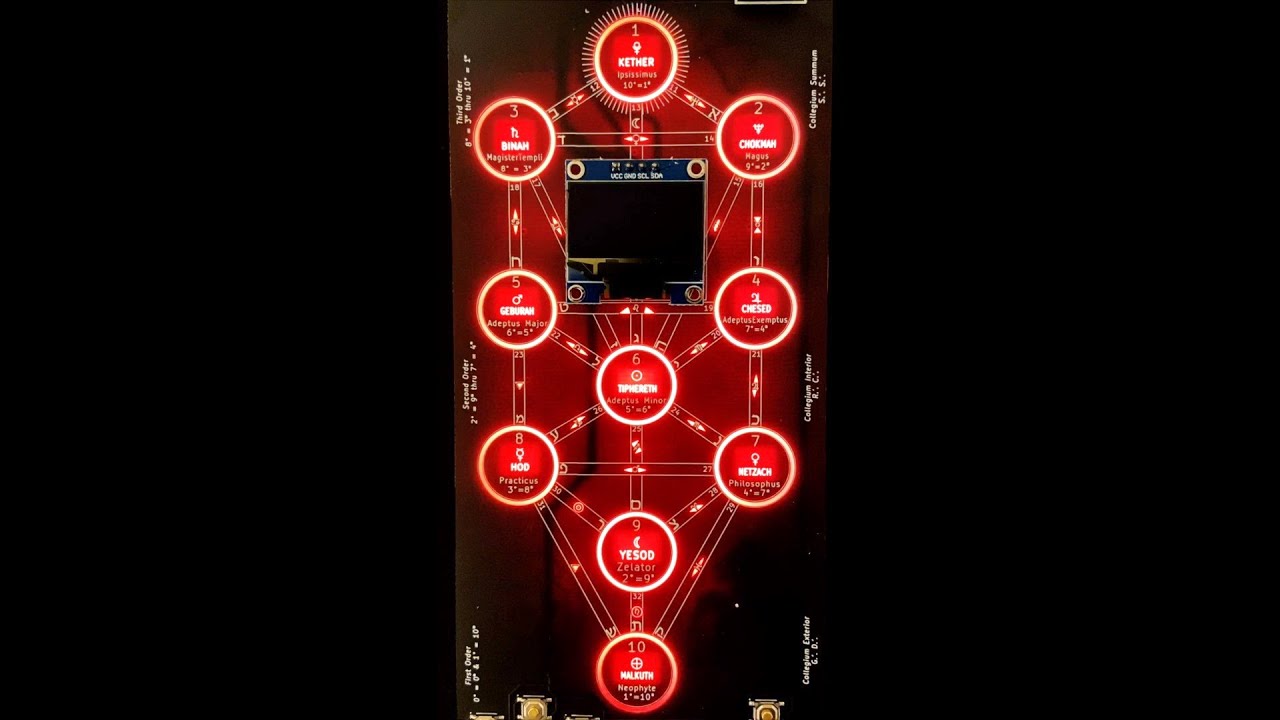 1
KETHER
Ipsissimus
10°=1°
12
11
13
א
ב
Third Order
8° = 3° thru 10° = 1°
Collegium Summum
S∴ S∴
3
BINAH
MagisterTempli
8° = 3°
ד
14
2
CHOKMAH
Magus
9°=2°
VCC GND SCL SDA
18
17
15
16
ח
ו
5
GEBURAH
Adeptus Major
6°=5°
ט
19
4
CHESED
AdeptusExemptus
7°=4°
ג
22
ל
20
6
TIPHERETH
Adeptus Minor
5°=6°
23
21
Second Order
2° = 9° thru 7° = 4°
Collegium Interior
R∴ C∴
מ
כ
26
ע
25
24
נ
8
HOD
Practicus
3°=8°
פ
27
7
NETZACH
Philosophus
4°=7°
30
ס
28
31
ר
צ
29
9
YESOD
Zelator
2°=9°
32
ת
ש
ק
10
MALKUTH
Neophyte
1°=10°
First Order
0° = 0° & 1° = 10°
Collegium Exterior
G∴ D∴